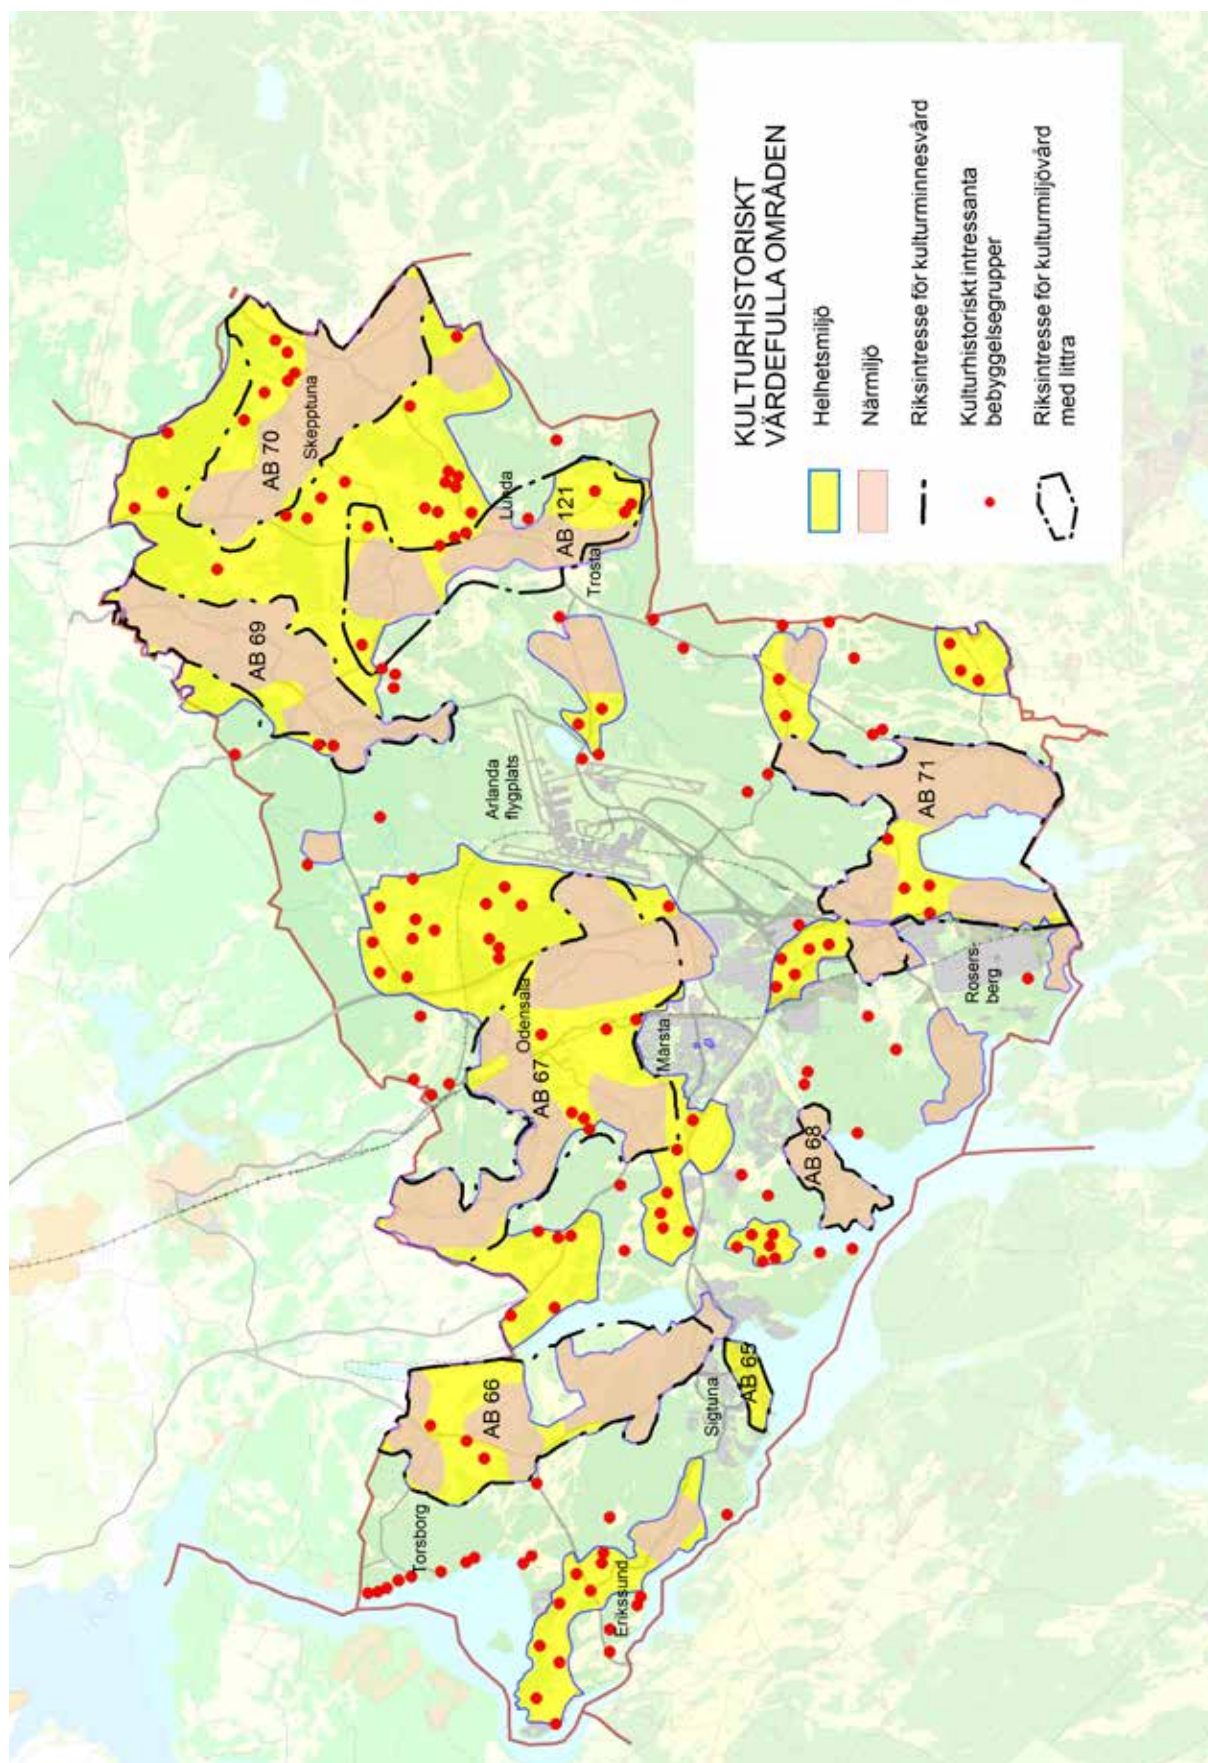 KULTURHISTORISKT
VÄRDEFULLA OMRÅDEN
Helhetsmiljö
Närmiljö
Riksintresse för kulturminnesvård
Kulturhistoriskt intressanta
bebyggelsegrupper
Riksintresse för kulturmiljövård
med littra
AB 70
Skepptuna
AB 69
Lunda
AB 121
Trosta
Arlanda
flygplats
AB 71
Odensala
AB 67
Märsta
Rosers-
berg
AB 68
AB 66
AB 65
Sigtuna
Torsborg
Erikssund